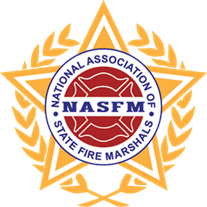 NATIONAL ASSOCIATION OF
NASFM
STATE FIRE MARSHALS